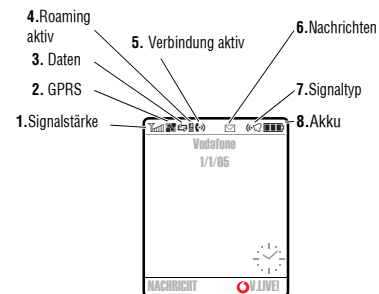 4.Roaming
aktiv
5. Verbindung aktiv
6.Nachrichten
3. Daten
2. GPRS
7.Signaltyp
1.Signalstärke
8.Akku
Vodafone
1/1/05
NACHRICHT
V.LIVE!